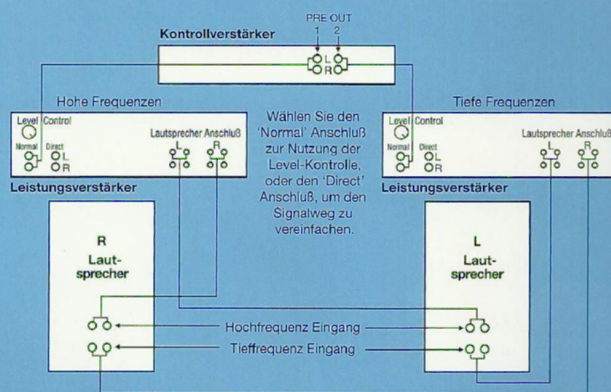 PRE OUT
1 2
Kontrollverstärker
L
R
Hohe Frequenzen
Tiefe Frequenzen
Level Control
Normal Direct
L
R
Lautsprecher Anschluß
L R
Leistungsverstärker
Wählen Sie den
'Normal' Anschluß
zur Nutzung der
Level-Kontrolle,
oder den 'Direct'
Anschluß, um den
Signalweg zu
vereinfachen.
Level Control
Normal Direct
L
R
Lautsprecher Anschluß
L R
Leistungsverstärker
R
Laut-
sprecher
L
Laut-
sprecher
Hochfrequenz Eingang
Tieffrequenz Eingang